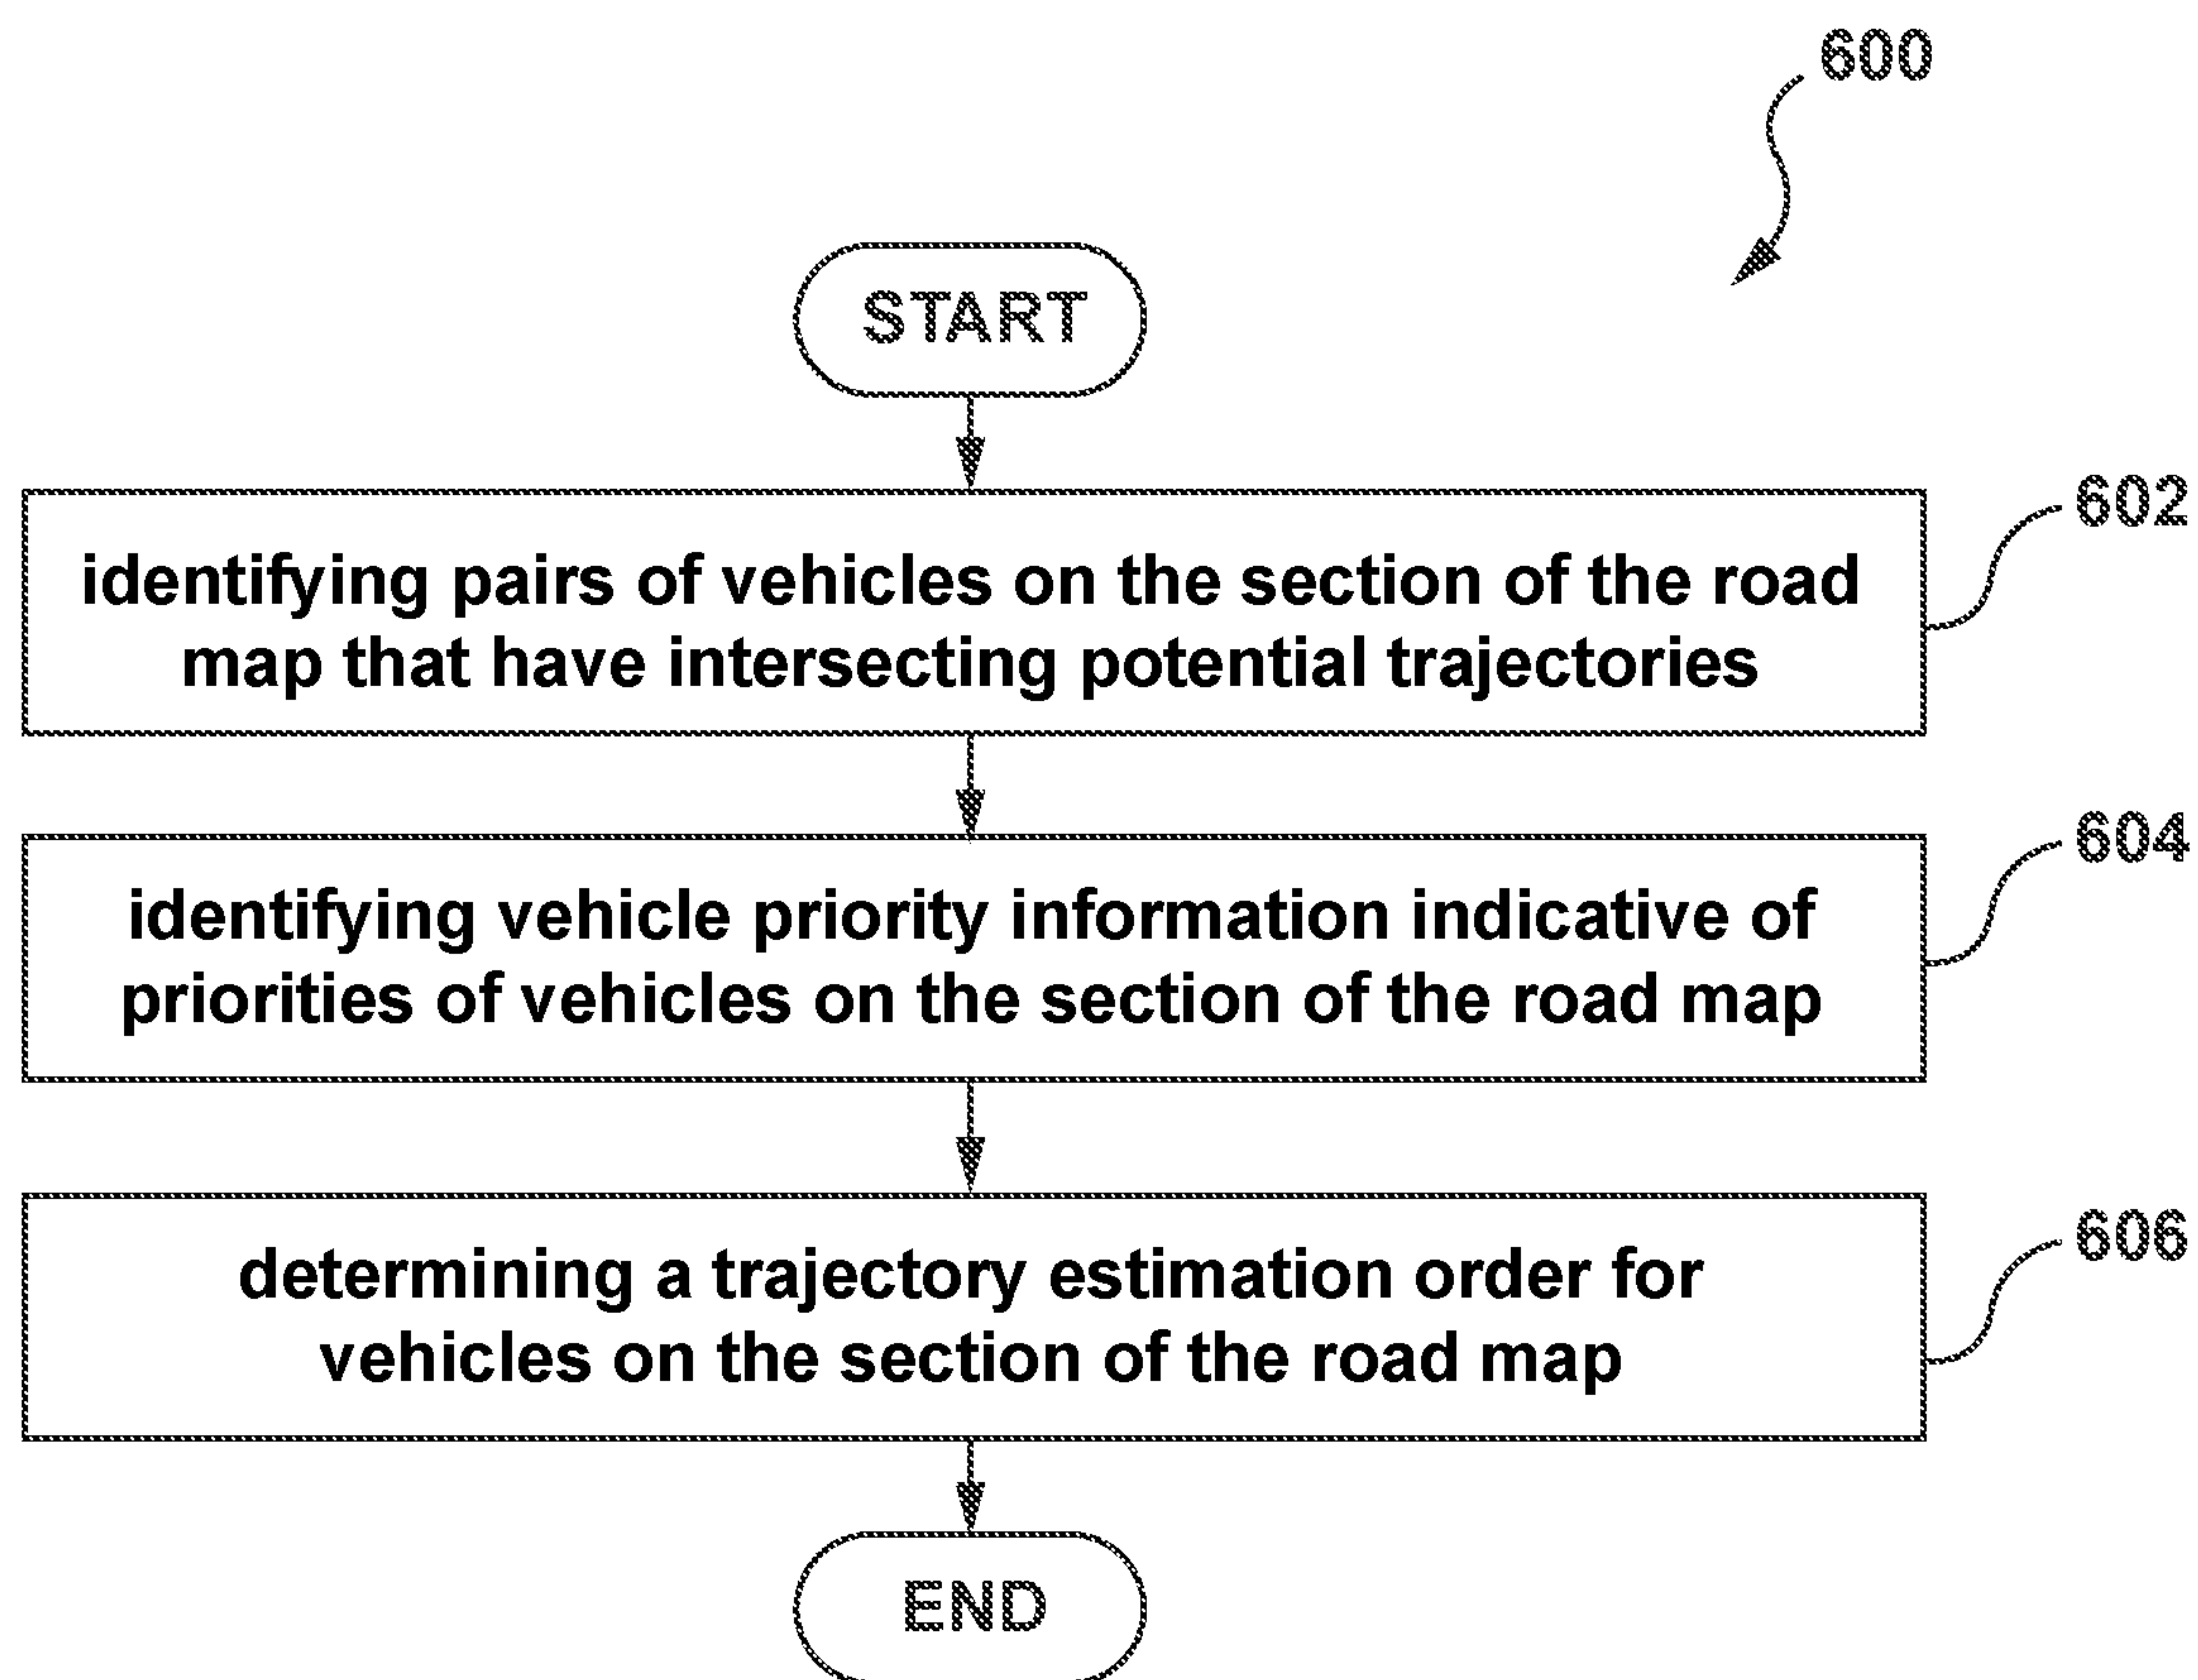 600
START
identifying pairs of vehicles on the section of the road
map that have intersecting potential trajectories
602
identifying vehicle priority information indicative of
priorities of vehicles on the section of the road map
604
determining a trajectory estimation order for
vehicles on the section of the road map
606
END